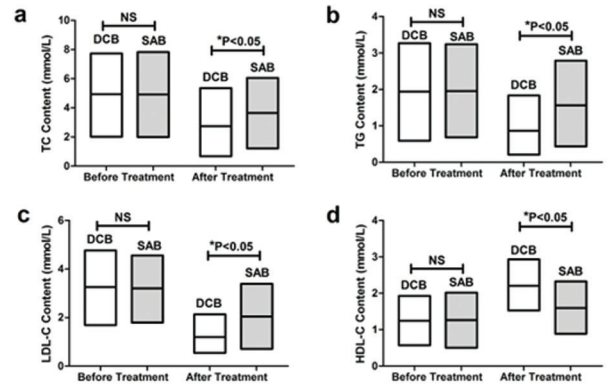 a
TC Content (mmol/L)
10
8
6
4
2
0
NS
DCB SAB
*P<0.05
DCB SAB
Before Treatment After Treatment
b
TG Content (mmol/L)
4
3
2
1
0
NS
DCB SAB
*P<0.05
DCB SAB
Before Treatment After Treatment
c
LDL-C Content (mmol/L)
6
4
2
0
NS
DCB SAB
*P<0.05
DCB SAB
Before Treatment After Treatment
d
HDL-C Content (mmol/L)
4
3
2
1
0
NS
DCB SAB
*P<0.05
DCB SAB
Before Treatment After Treatment